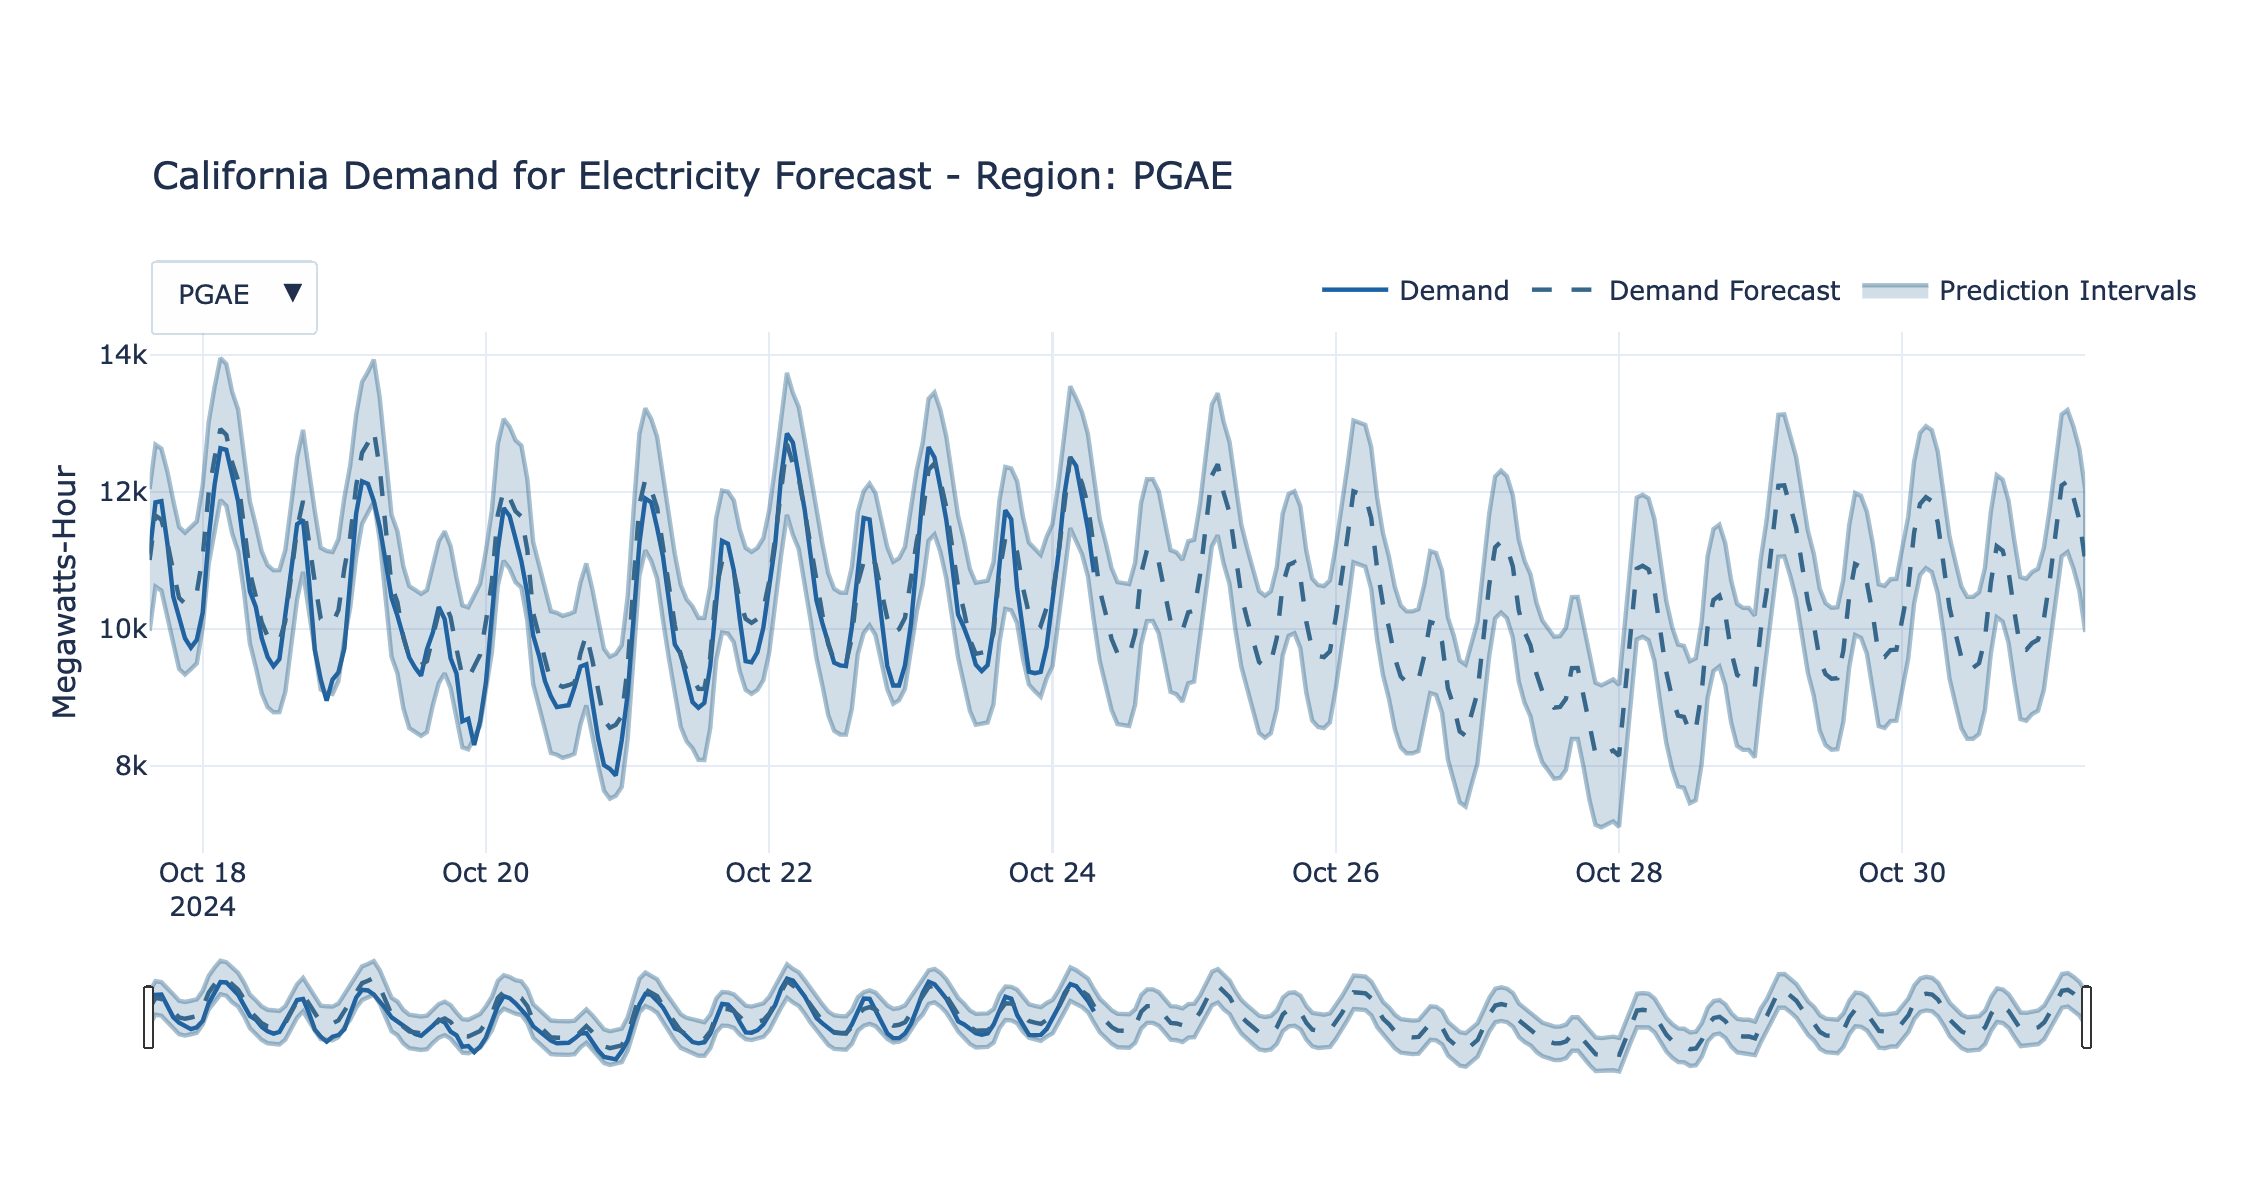 California Demand for Electricity Forecast - Region: PGAE
PGAE ▼
Demand
Demand Forecast
Prediction Intervals
14k
12k
10k
8k
Megawatts-Hour
Oct 18
2024
Oct 20
Oct 22
Oct 24
Oct 26
Oct 28
Oct 30